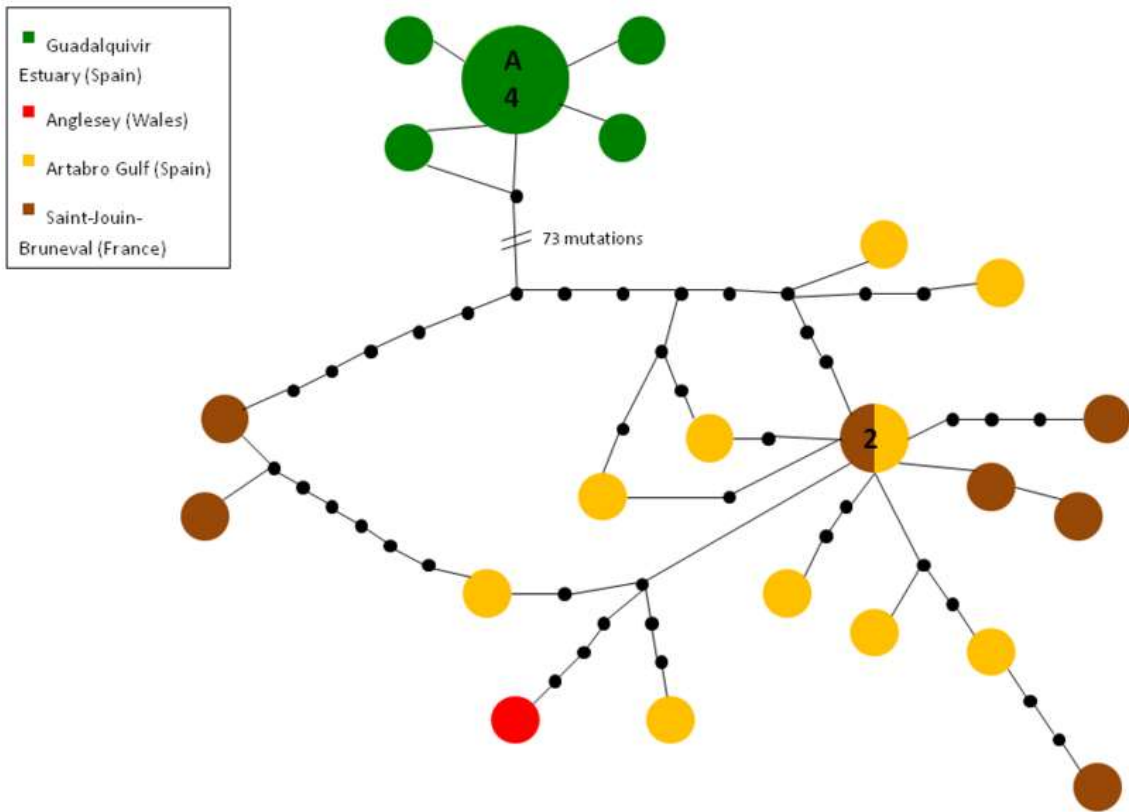 Guadalquivir
Estuary (Spain)
Anglesey (Wales)
Artabro Gulf (Spain)
Saint-Jouin-
Bruneval (France)
A
4
73 mutations
2